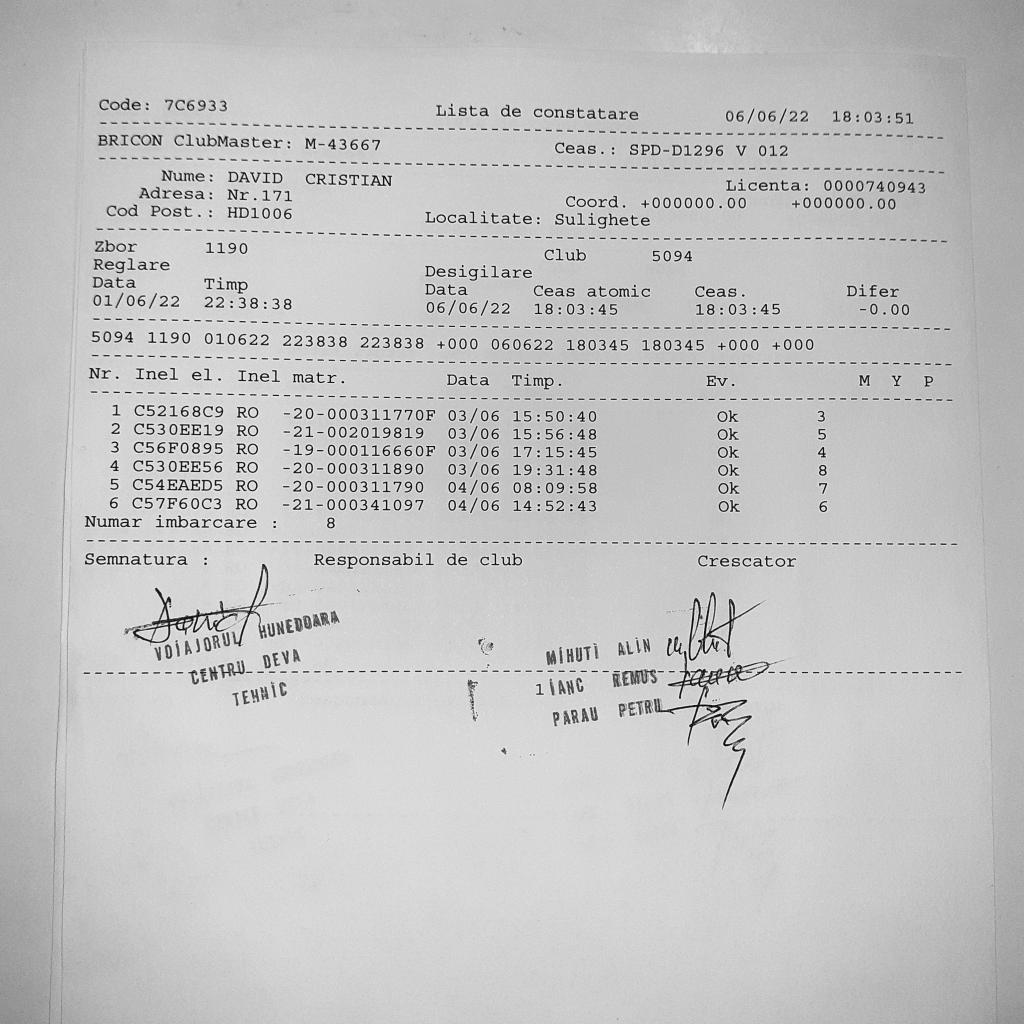 Code: 7C6933 Lista de constatare 06/06/22 18:03:51
BRICON ClubMaster: M-43667 Ceas.: SPD-D1296 V 012
Nume: DAVID CRISTIAN Licenta: 0000740943
Adresa: Nr.171 Coord. +000000.00 +000000.00
Cod Post.: HD1006 Localitate: Sulighete
Zbor 1190 Club 5094
Reglare Desigilare
Data Timp Data Ceas atomic Ceas. Difer
01/06/22 22:38:38 06/06/22 18:03:45 18:03:45 -0.00
5094 1190 010622 223838 223838 +000 060622 180345 180345 +000 +000
Nr. Inel el. Inel matr. Data Timp. Ev. M Y P
1 C52168C9 RO -20-000311770F 03/06 15:50:40 Ok 3
2 C530EE19 RO -21-002019819 03/06 15:56:48 Ok 5
3 C56F0895 RO -19-000116660F 03/06 17:15:45 Ok 4
4 C530EE56 RO -20-000311890 03/06 19:31:48 Ok 8
5 C54EAED5 RO -20-000311790 04/06 08:09:58 Ok 7
6 C57F60C3 RO -21-000341097 04/06 14:52:43 Ok 6
Numar imbarcare : 8
Semnatura : Responsabil de club Crescator
VOIAJORUL HUNEDOARA
CENTRU DEVA
TEHNIC
MIHUTI ALIN
1 IANC REMUS
PARAU PETRU